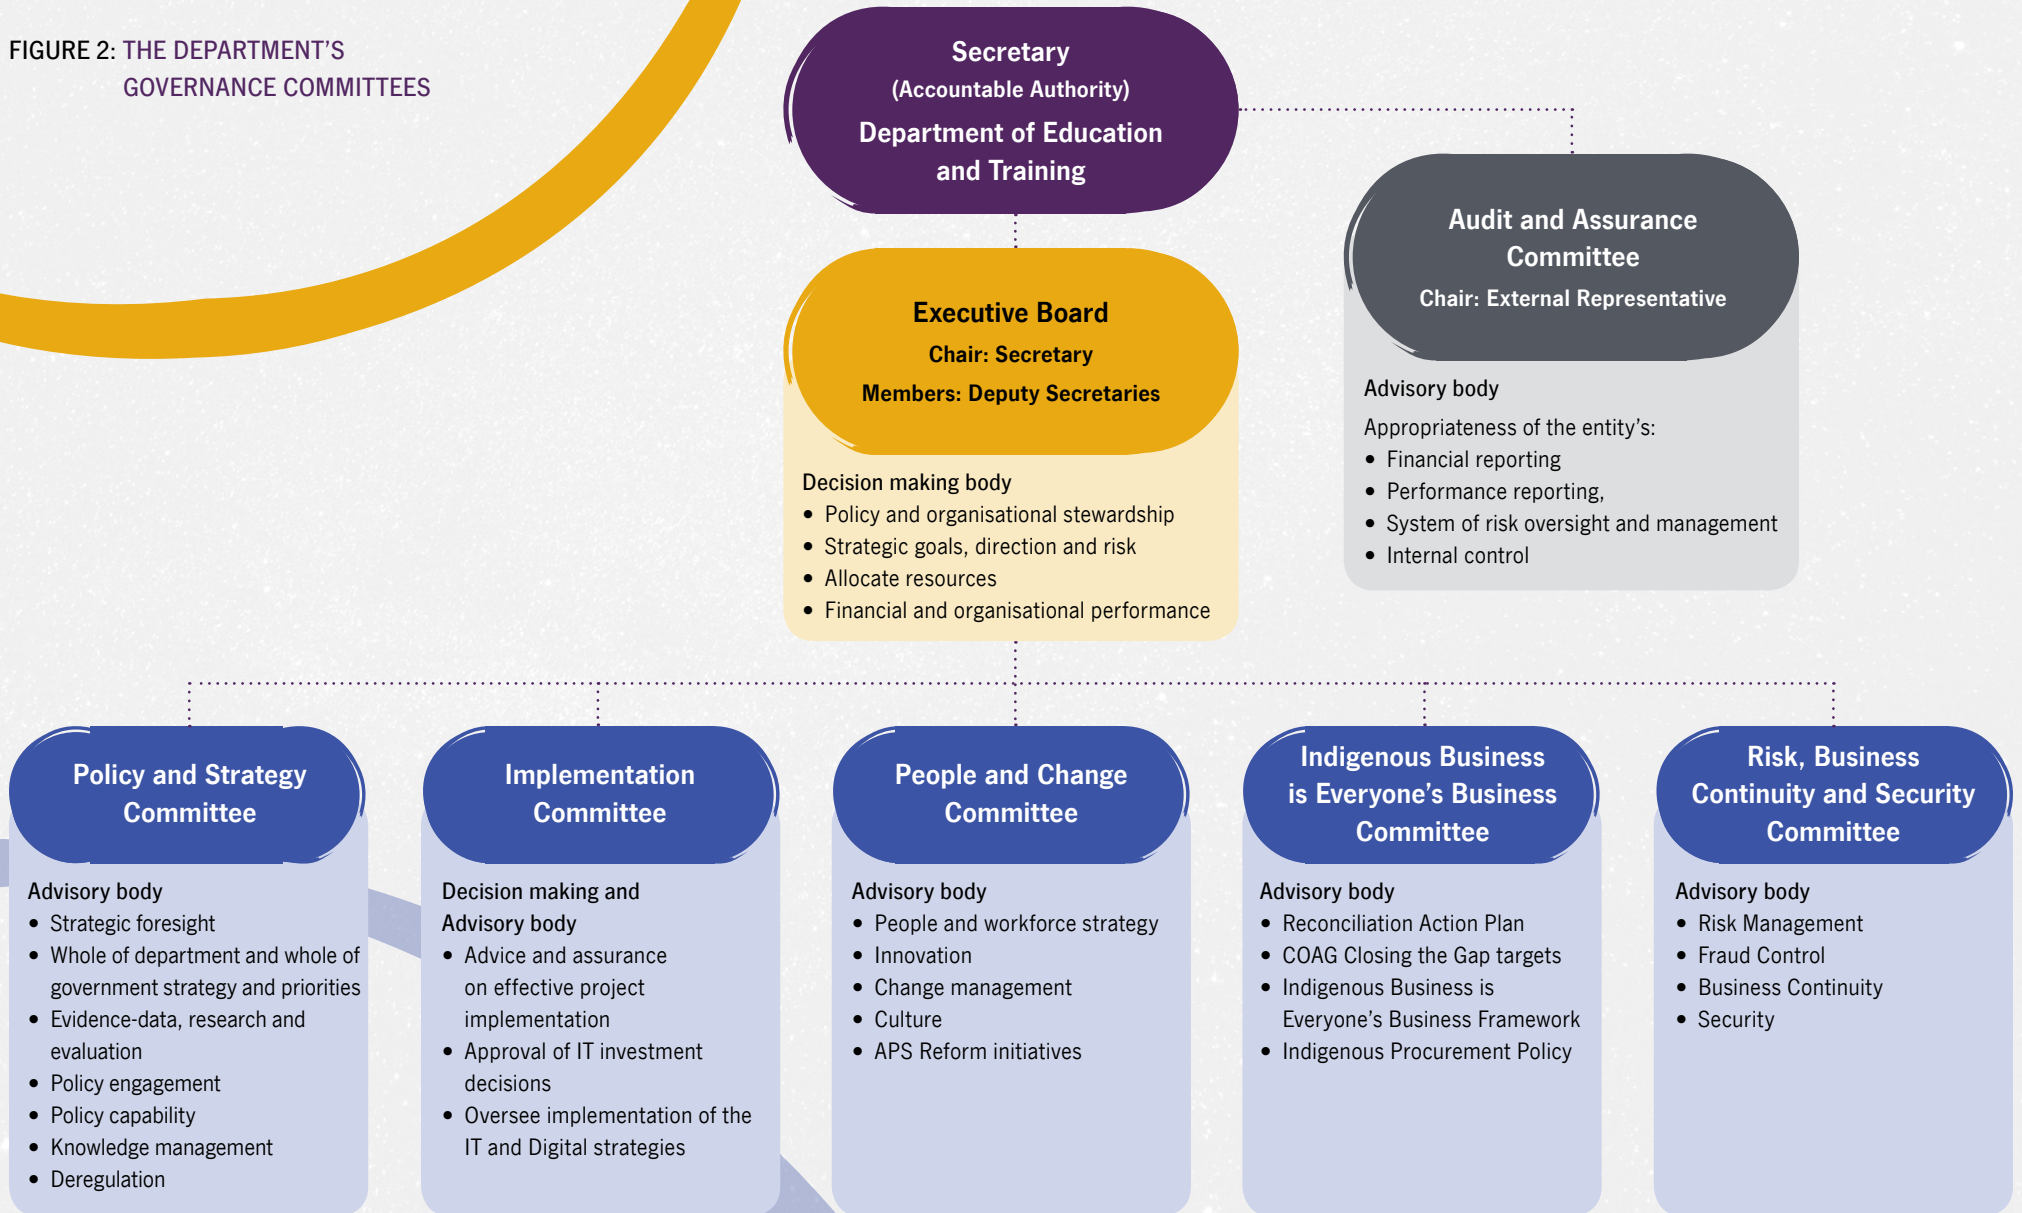 FIGURE 2: THE DEPARTMENT’S
GOVERNANCE COMMITTEES
Secretary
(Accountable Authority)
Department of Education
and Training
Audit and Assurance
Committee
Chair: External Representative
Advisory body
Appropriateness of the entity’s:
• Financial reporting
• Performance reporting,
• System of risk oversight and management
• Internal control
Executive Board
Chair: Secretary
Members: Deputy Secretaries
Decision making body
• Policy and organisational stewardship
• Strategic goals, direction and risk
• Allocate resources
• Financial and organisational performance
Policy and Strategy
Committee
Advisory body
• Strategic foresight
• Whole of department and whole of
government strategy and priorities
• Evidence-data, research and
evaluation
• Policy engagement
• Policy capability
• Knowledge management
• Deregulation
Implementation
Committee
Decision making and
Advisory body
• Advice and assurance
on effective project
implementation
• Approval of IT investment
decisions
• Oversee implementation of the
IT and Digital strategies
People and Change
Committee
Advisory body
• People and workforce strategy
• Innovation
• Change management
• Culture
• APS Reform initiatives
Indigenous Business
is Everyone’s Business
Committee
Advisory body
• Reconciliation Action Plan
• COAG Closing the Gap targets
• Indigenous Business is
Everyone’s Business Framework
• Indigenous Procurement Policy
Risk, Business
Continuity and Security
Committee
Advisory body
• Risk Management
• Fraud Control
• Business Continuity
• Security